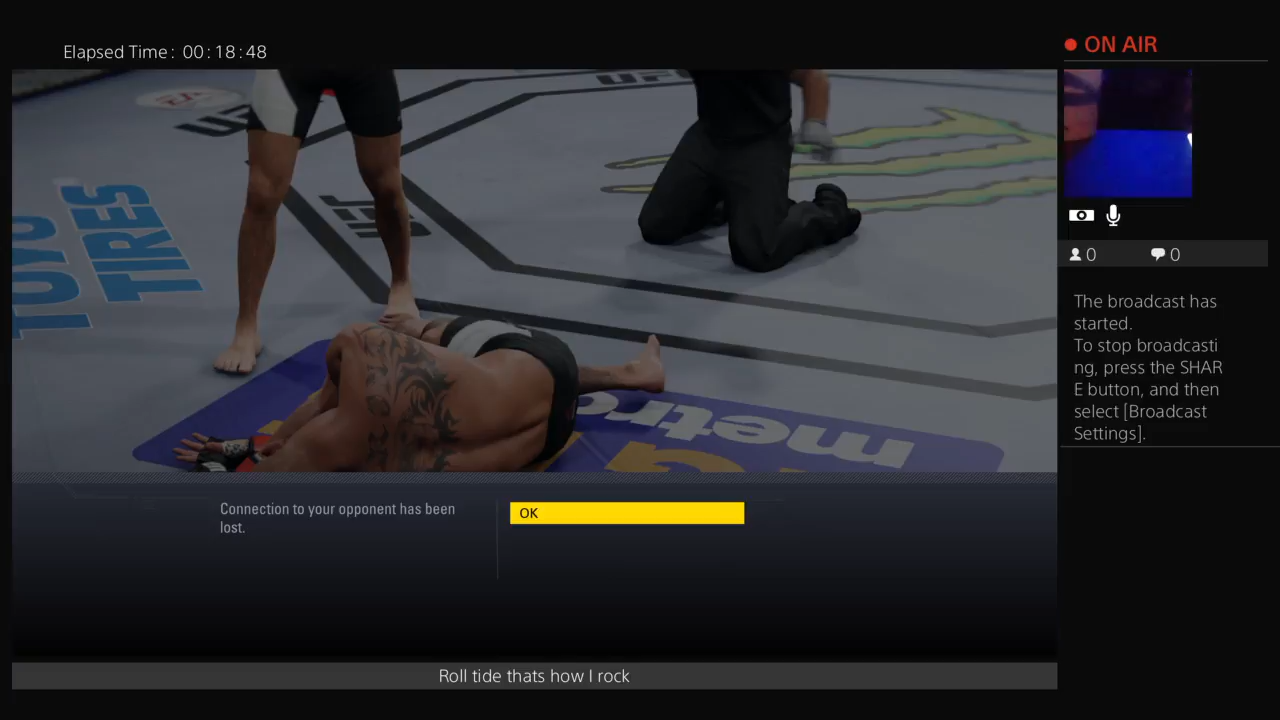 Elapsed Time: 00:18:48
ON AIR
EA
UFC
UFC
UFC
TOYO
TIRES
metro
0
0
The broadcast has
started.
To stop broadcasti
ng, press the SHAR
E button, and then
select [Broadcast
Settings].
Connection to your opponent has been
lost.
OK
Roll tide thats how I rock